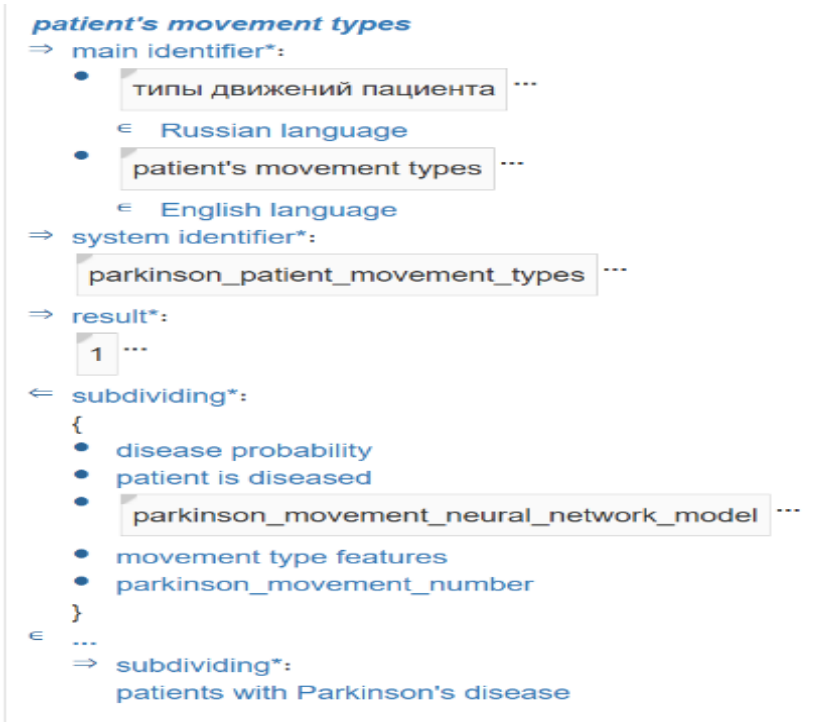 patient's movement types
⇒ main identifier*:
• типы движений пациента ...
∈ Russian language
• patient's movement types ...
∈ English language
⇒ system identifier*:
parkinson_patient_movement_types ...
⇒ result*:
1 ...
⇐ subdividing*:
{
• disease probability
• patient is diseased
• parkinson_movement_neural_network_model ...
• movement type features
• parkinson_movement_number
}
∈ ...
⇒ subdividing*:
patients with Parkinson's disease